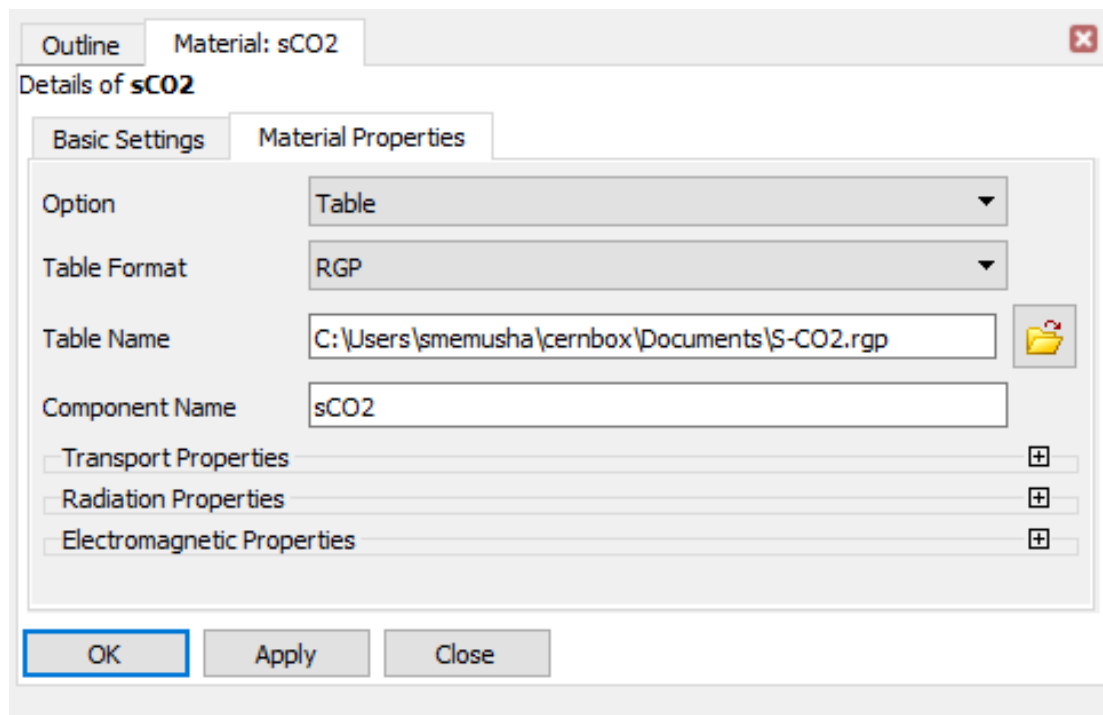 Outline Material: sCO2
Details of sCO2
Basic Settings Material Properties
Option Table
Table Format RGP
Table Name C:\Users\smemusha\cernbox\Documents\S-CO2.rgp
Component Name sCO2
Transport Properties
Radiation Properties
Electromagnetic Properties
OK Apply Close